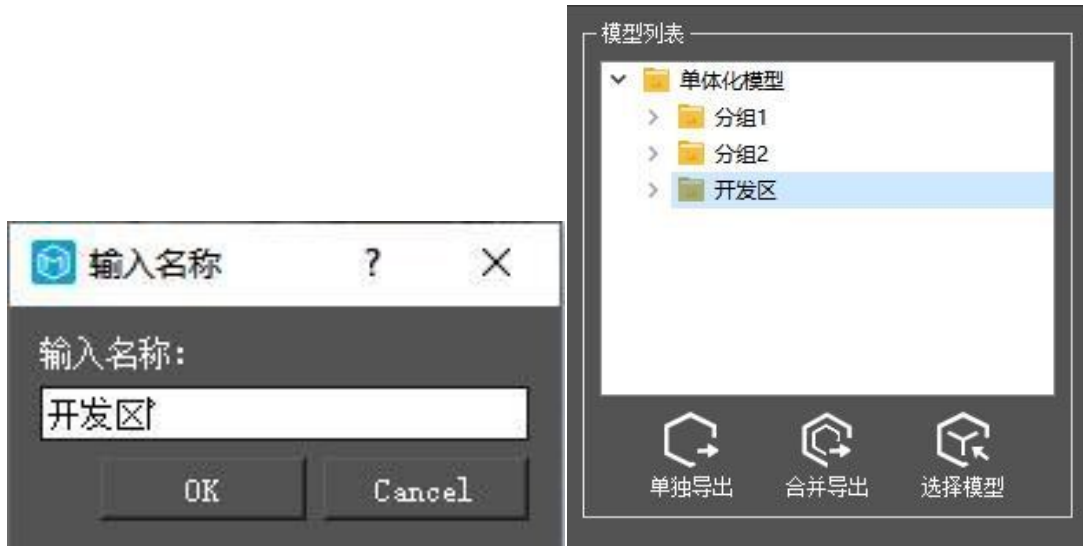 输入名称 ?
输入名称:
开发区
OK Cancel
模型列表
单体化模型
分组1
分组2
开发区
单独导出 合并导出 选择模型